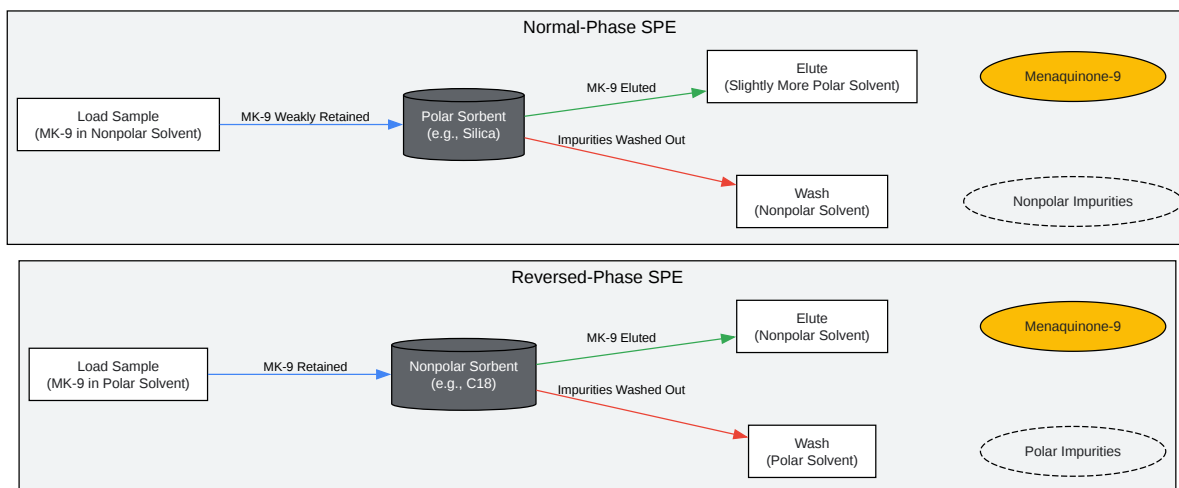 Normal-Phase SPE
Load Sample
(MK-9 in Nonpolar Solvent)
MK-9 Weakly Retained
Polar Sorbent
(e.g., Silica)
MK-9 Eluted
Impurities Washed Out
Elute
(Slightly More Polar Solvent)
Wash
(Nonpolar Solvent)
Menaquinone-9
Nonpolar Impurities
Reversed-Phase SPE
Load Sample
(MK-9 in Polar Solvent)
MK-9 Retained
Nonpolar Sorbent
(e.g., C18)
MK-9 Eluted
Impurities Washed Out
Elute
(Nonpolar Solvent)
Wash
(Polar Solvent)
Menaquinone-9
Polar Impurities